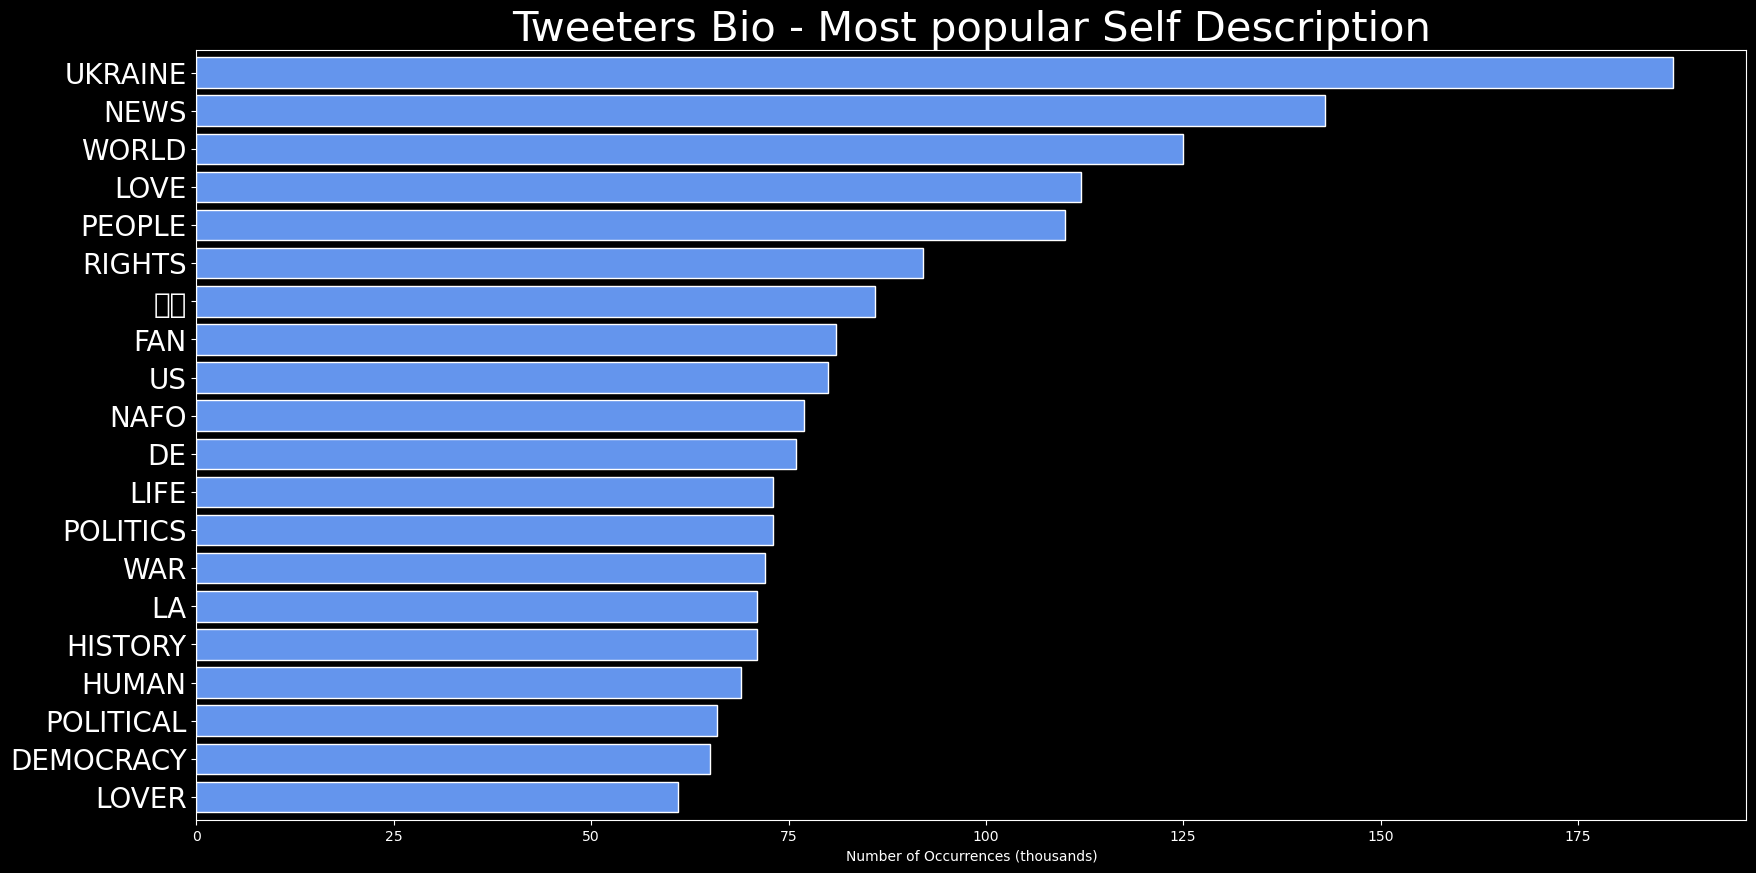 Tweeters Bio - Most popular Self Description
UKRAINE
NEWS
WORLD
LOVE
PEOPLE
RIGHTS
FAN
US
NAFO
DE
LIFE
POLITICS
WAR
LA
HISTORY
HUMAN
POLITICAL
DEMOCRACY
LOVER
0 25 50 75 100 125 150 175
Number of Occurrences (thousands)